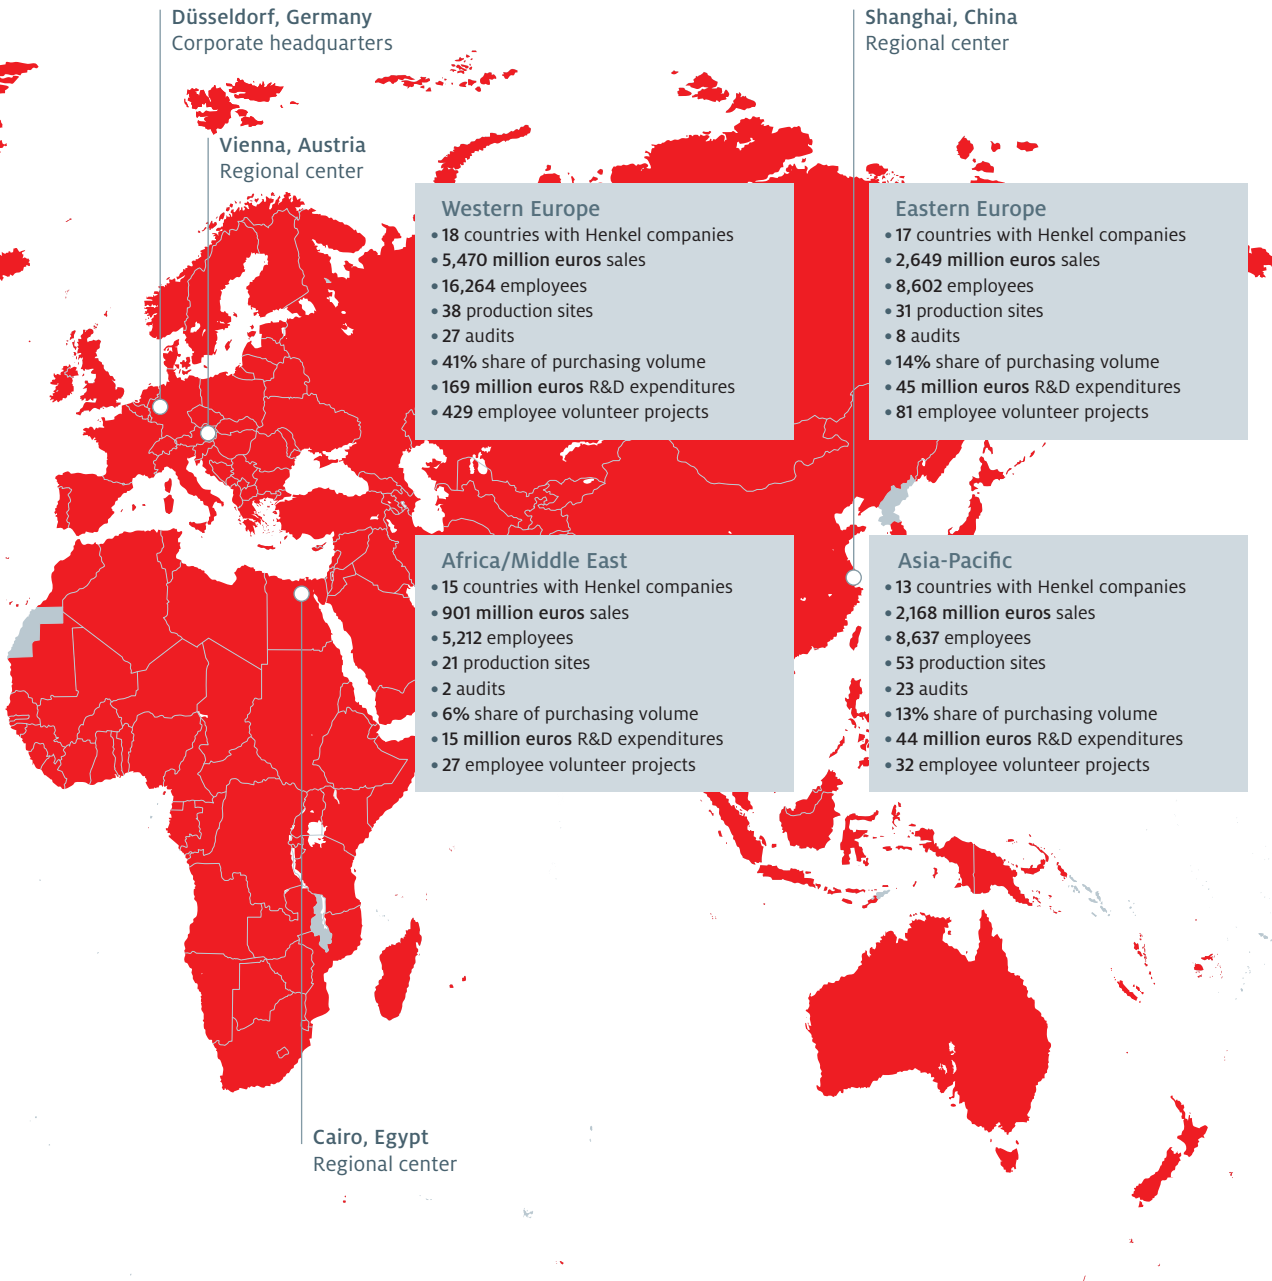 Düsseldorf, Germany
Corporate headquarters
Shanghai, China
Regional center
Vienna, Austria
Regional center
Western Europe
• 18 countries with Henkel companies
• 5,470 million euros sales
• 16,264 employees
• 38 production sites
• 27 audits
• 41% share of purchasing volume
• 169 million euros R&D expenditures
• 429 employee volunteer projects
Eastern Europe
• 17 countries with Henkel companies
• 2,649 million euros sales
• 8,602 employees
• 31 production sites
• 8 audits
• 14% share of purchasing volume
• 45 million euros R&D expenditures
• 81 employee volunteer projects
Africa/Middle East
• 15 countries with Henkel companies
• 901 million euros sales
• 5,212 employees
• 21 production sites
• 2 audits
• 6% share of purchasing volume
• 15 million euros R&D expenditures
• 27 employee volunteer projects
Asia-Pacific
• 13 countries with Henkel companies
• 2,168 million euros sales
• 8,637 employees
• 53 production sites
• 23 audits
• 13% share of purchasing volume
• 44 million euros R&D expenditures
• 32 employee volunteer projects
Cairo, Egypt
Regional center